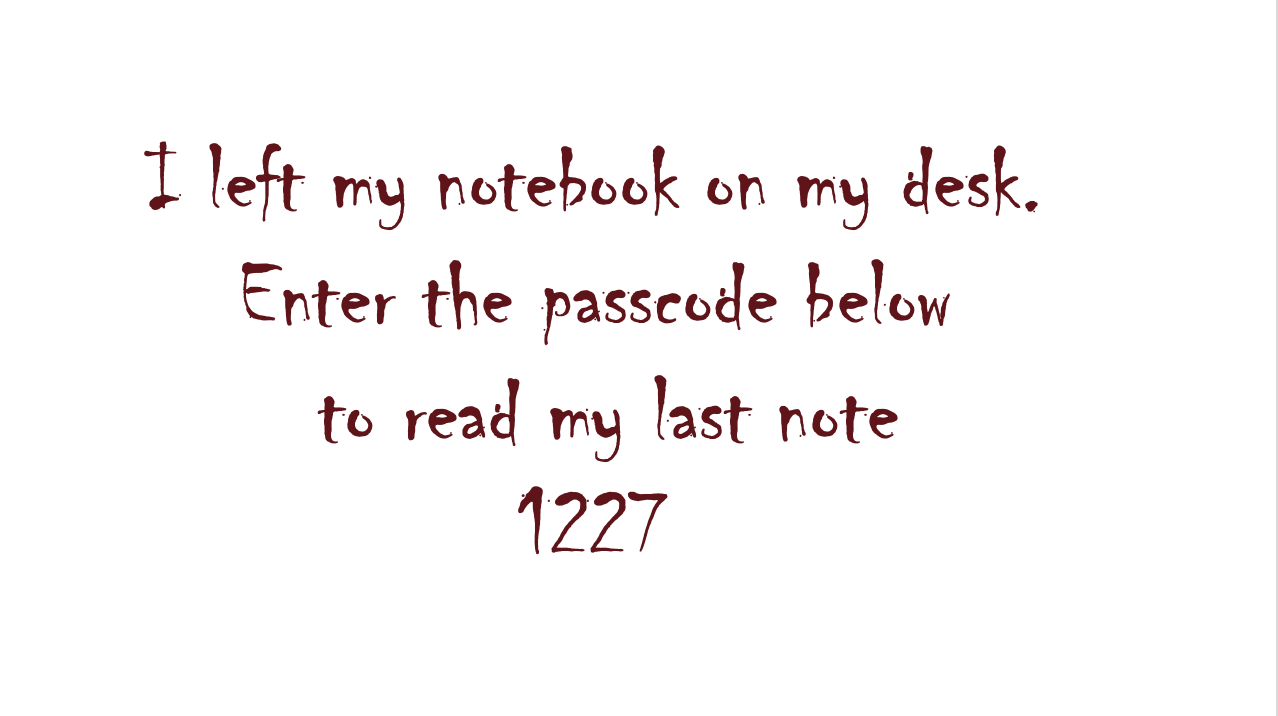 I left my notebook on my desk.
Enter the passcode below
to read my last note
1227